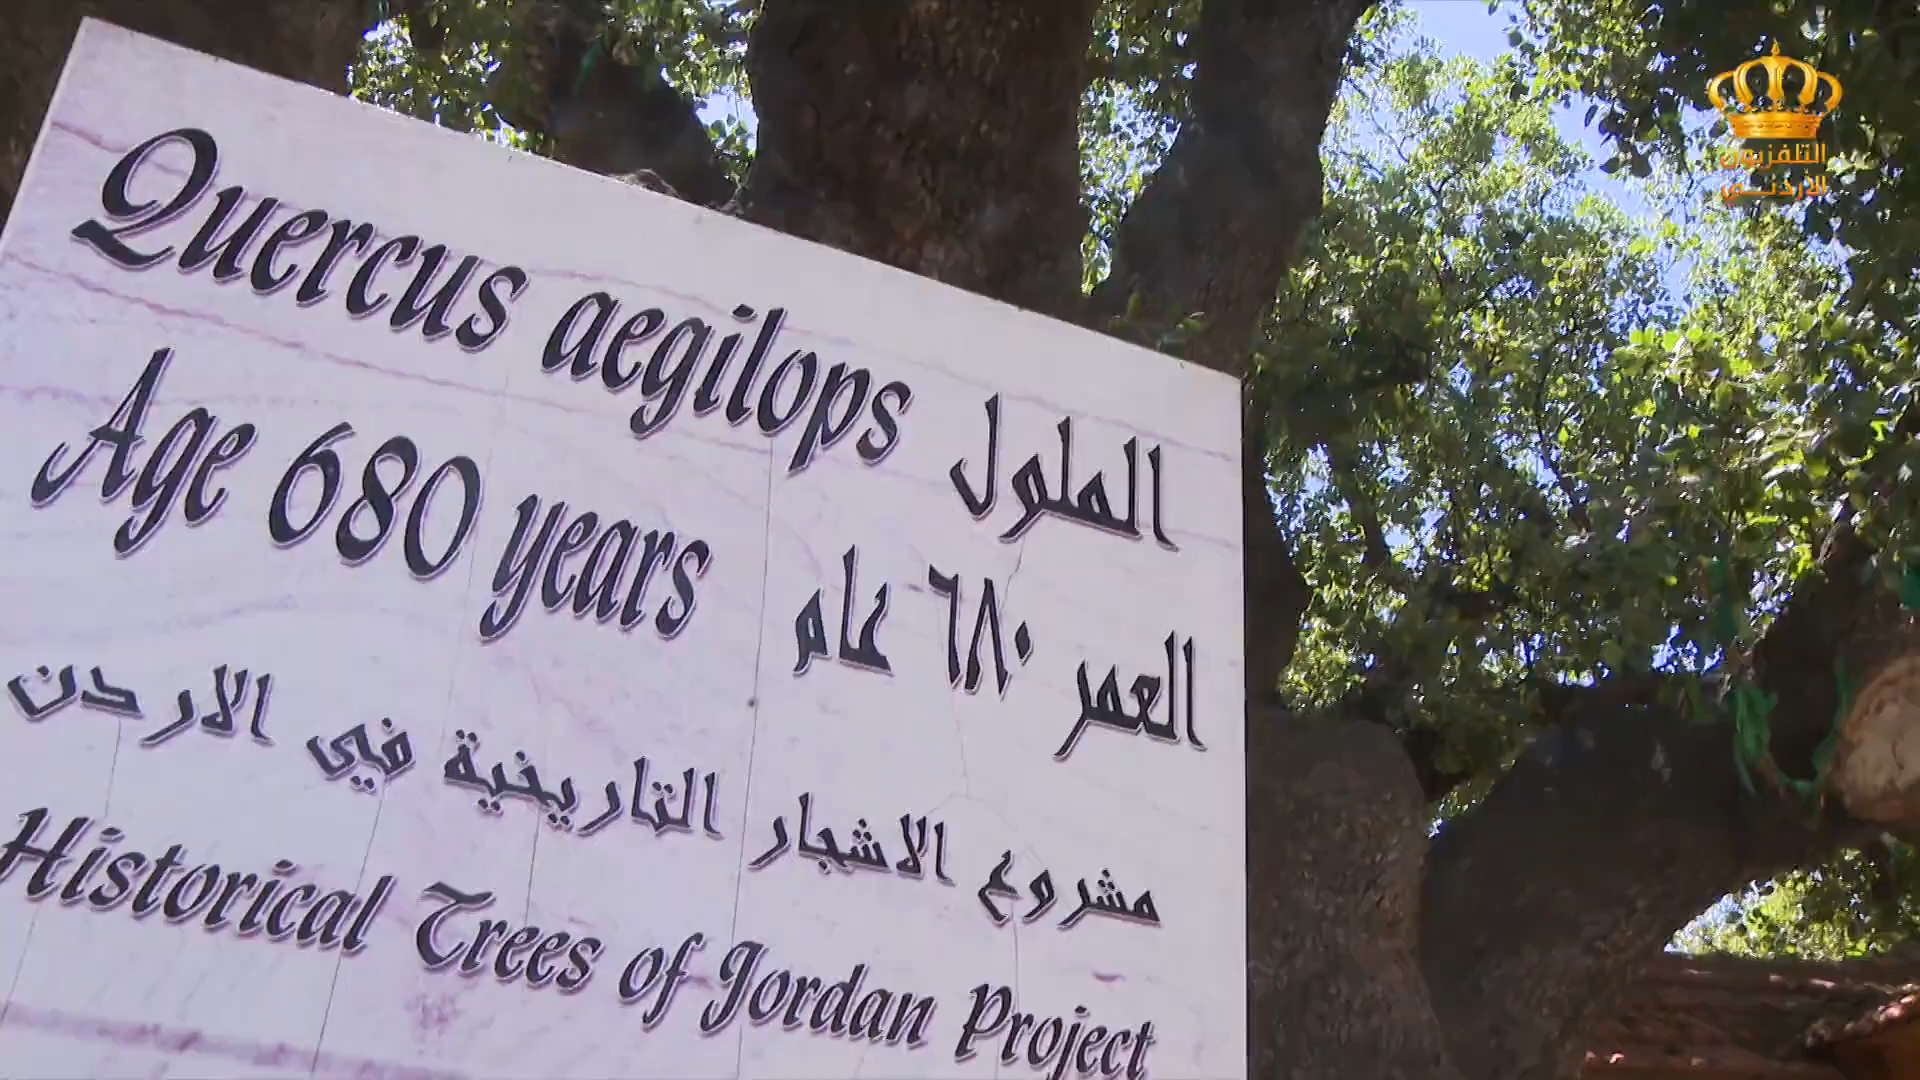 Quercus aegilops الملول
Age 680 years العمر ٦٨٠ عام
مشروع الاشجار التاريخية في الاردن
Historical Trees of Jordan Project
التلفزيون
الاردني